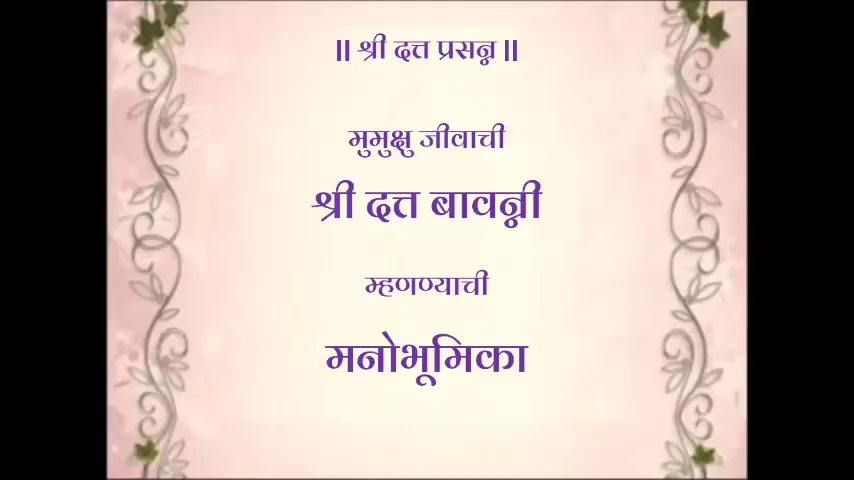 ॥ श्री दत्त प्रसन्न ॥
मुमुक्षु जीवाची
श्री दत्त बावन्नी
म्हणण्याची
मनोभूमिका